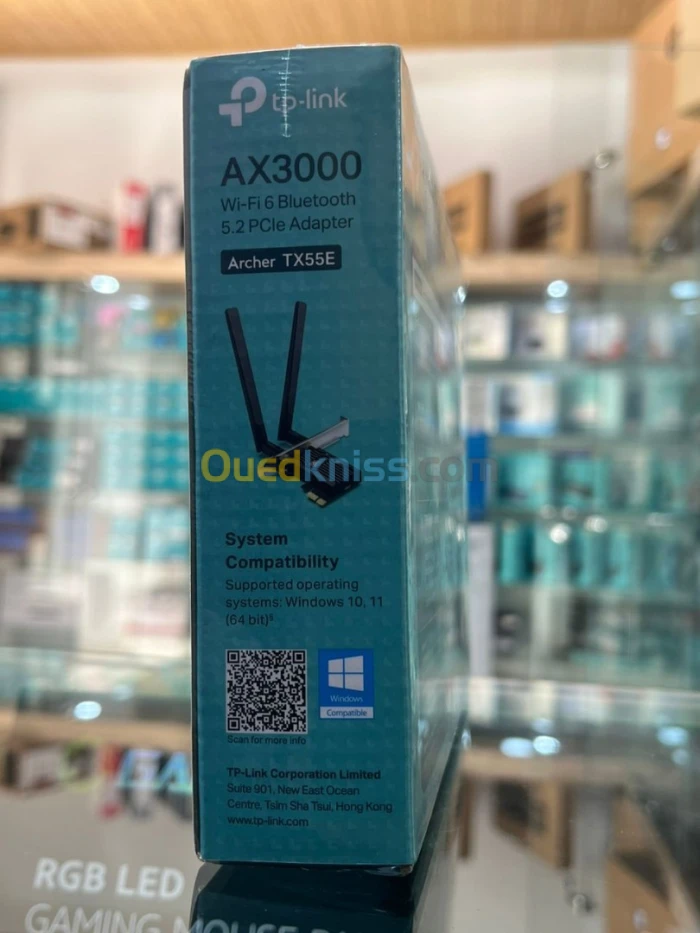 tp-link
AX3000
Wi-Fi 6 Bluetooth
5.2 PCIe Adapter
Archer TX55E
Ouedkniss.com
System
Compatibility
Supported operating
systems: Windows 10, 11
(64 bit)
Windows
Compatible
Scan for more info
TP-Link Corporation Limited
Suite 901, New East Ocean
Centre, Tsim Sha Tsui, Hong Kong
www.tp-link.com
RGB LED
GAMING MOUSE